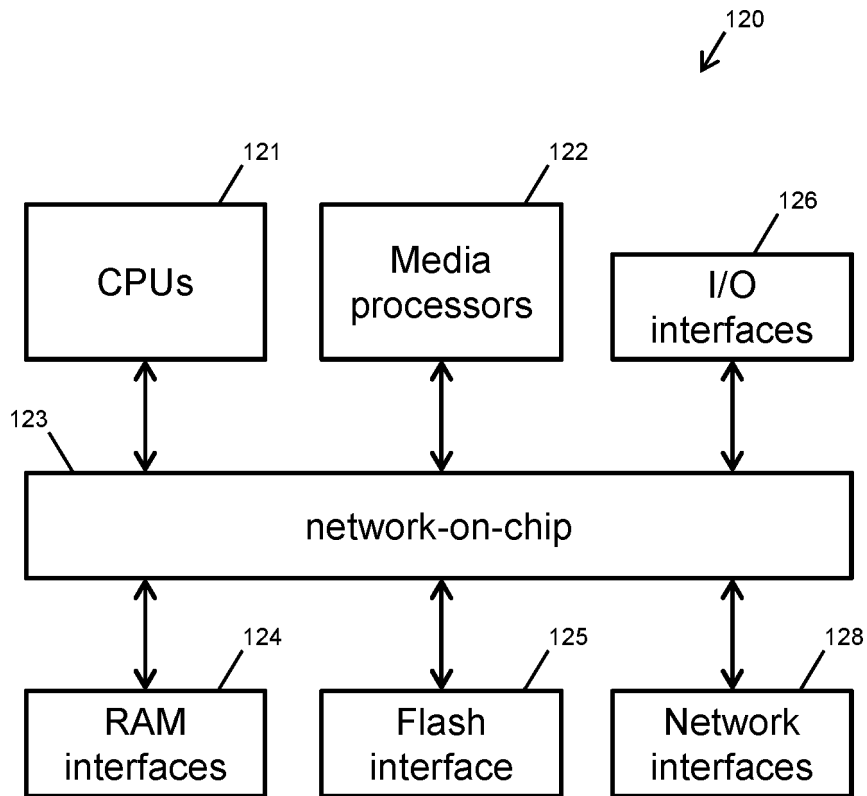 120
121
122
126
CPUs
Media
processors
I/O
interfaces
123
network-on-chip
124
125
128
RAM
interfaces
Flash
interface
Network
interfaces